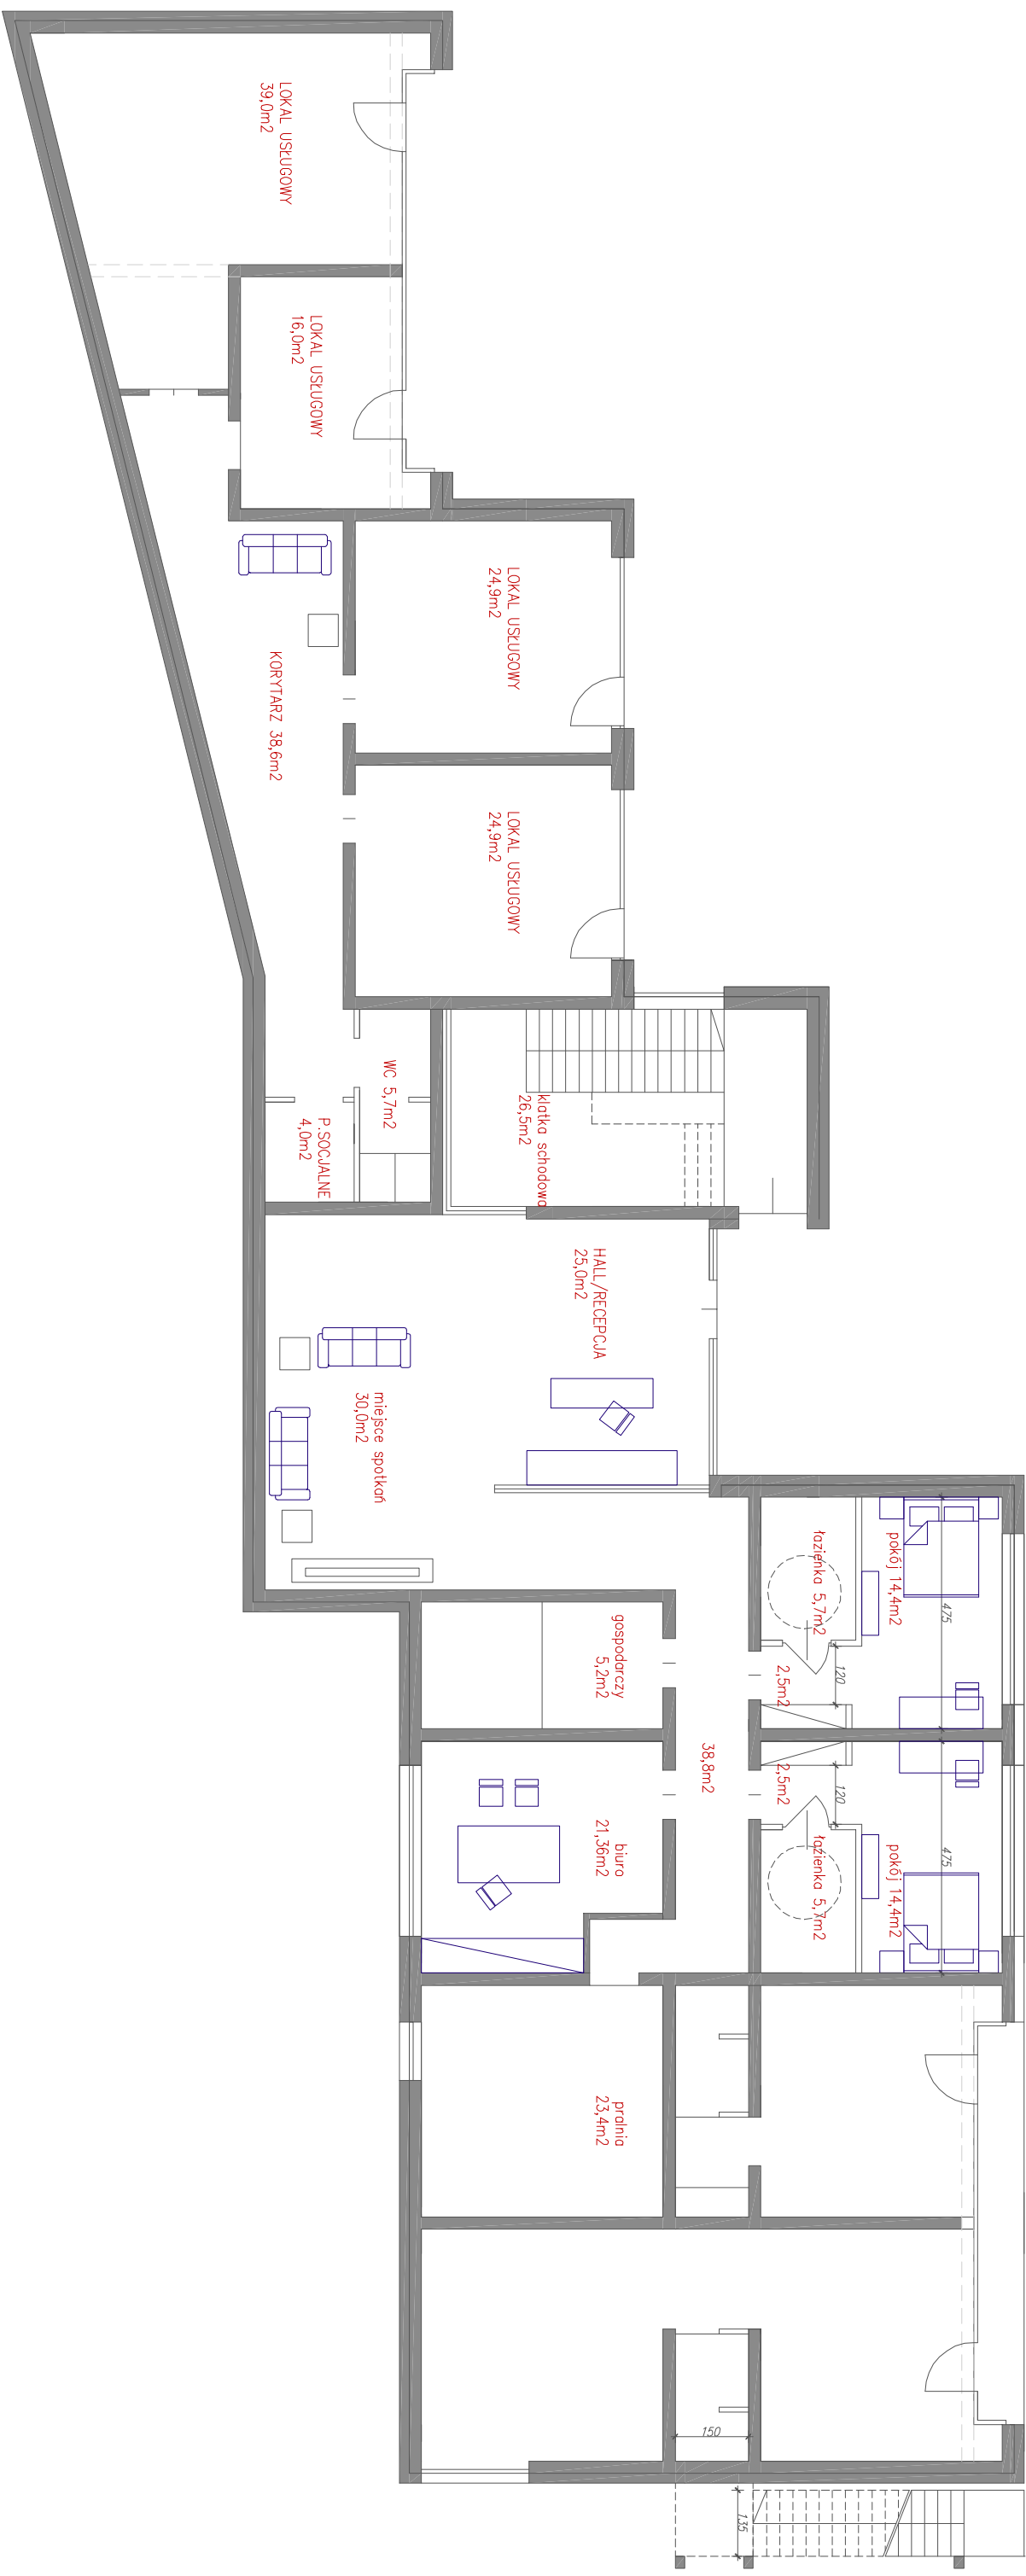 LOKAL USŁUGOWY
39,0m2
LOKAL USŁUGOWY
16,0m2
LOKAL USŁUGOWY
24,9m2
KORYTARZ 38,6m2
LOKAL USŁUGOWY
24,9m2
WC 5,7m2
P.SOCJALNE
4,0m2
klatka schodowa
26,5m2
HALL/RECEPCJA
25,0m2
miejsce spotkań
30,0m2
pokój 14,4m2
łazienka 5,7m2
475
120
2,5m2
gospodarczy
5,2m2
38,8m2
2,5m2
120
475
pokój 14,4m2
łazienka 5,7m2
biuro
21,36m2
pralnia
23,4m2
150
135